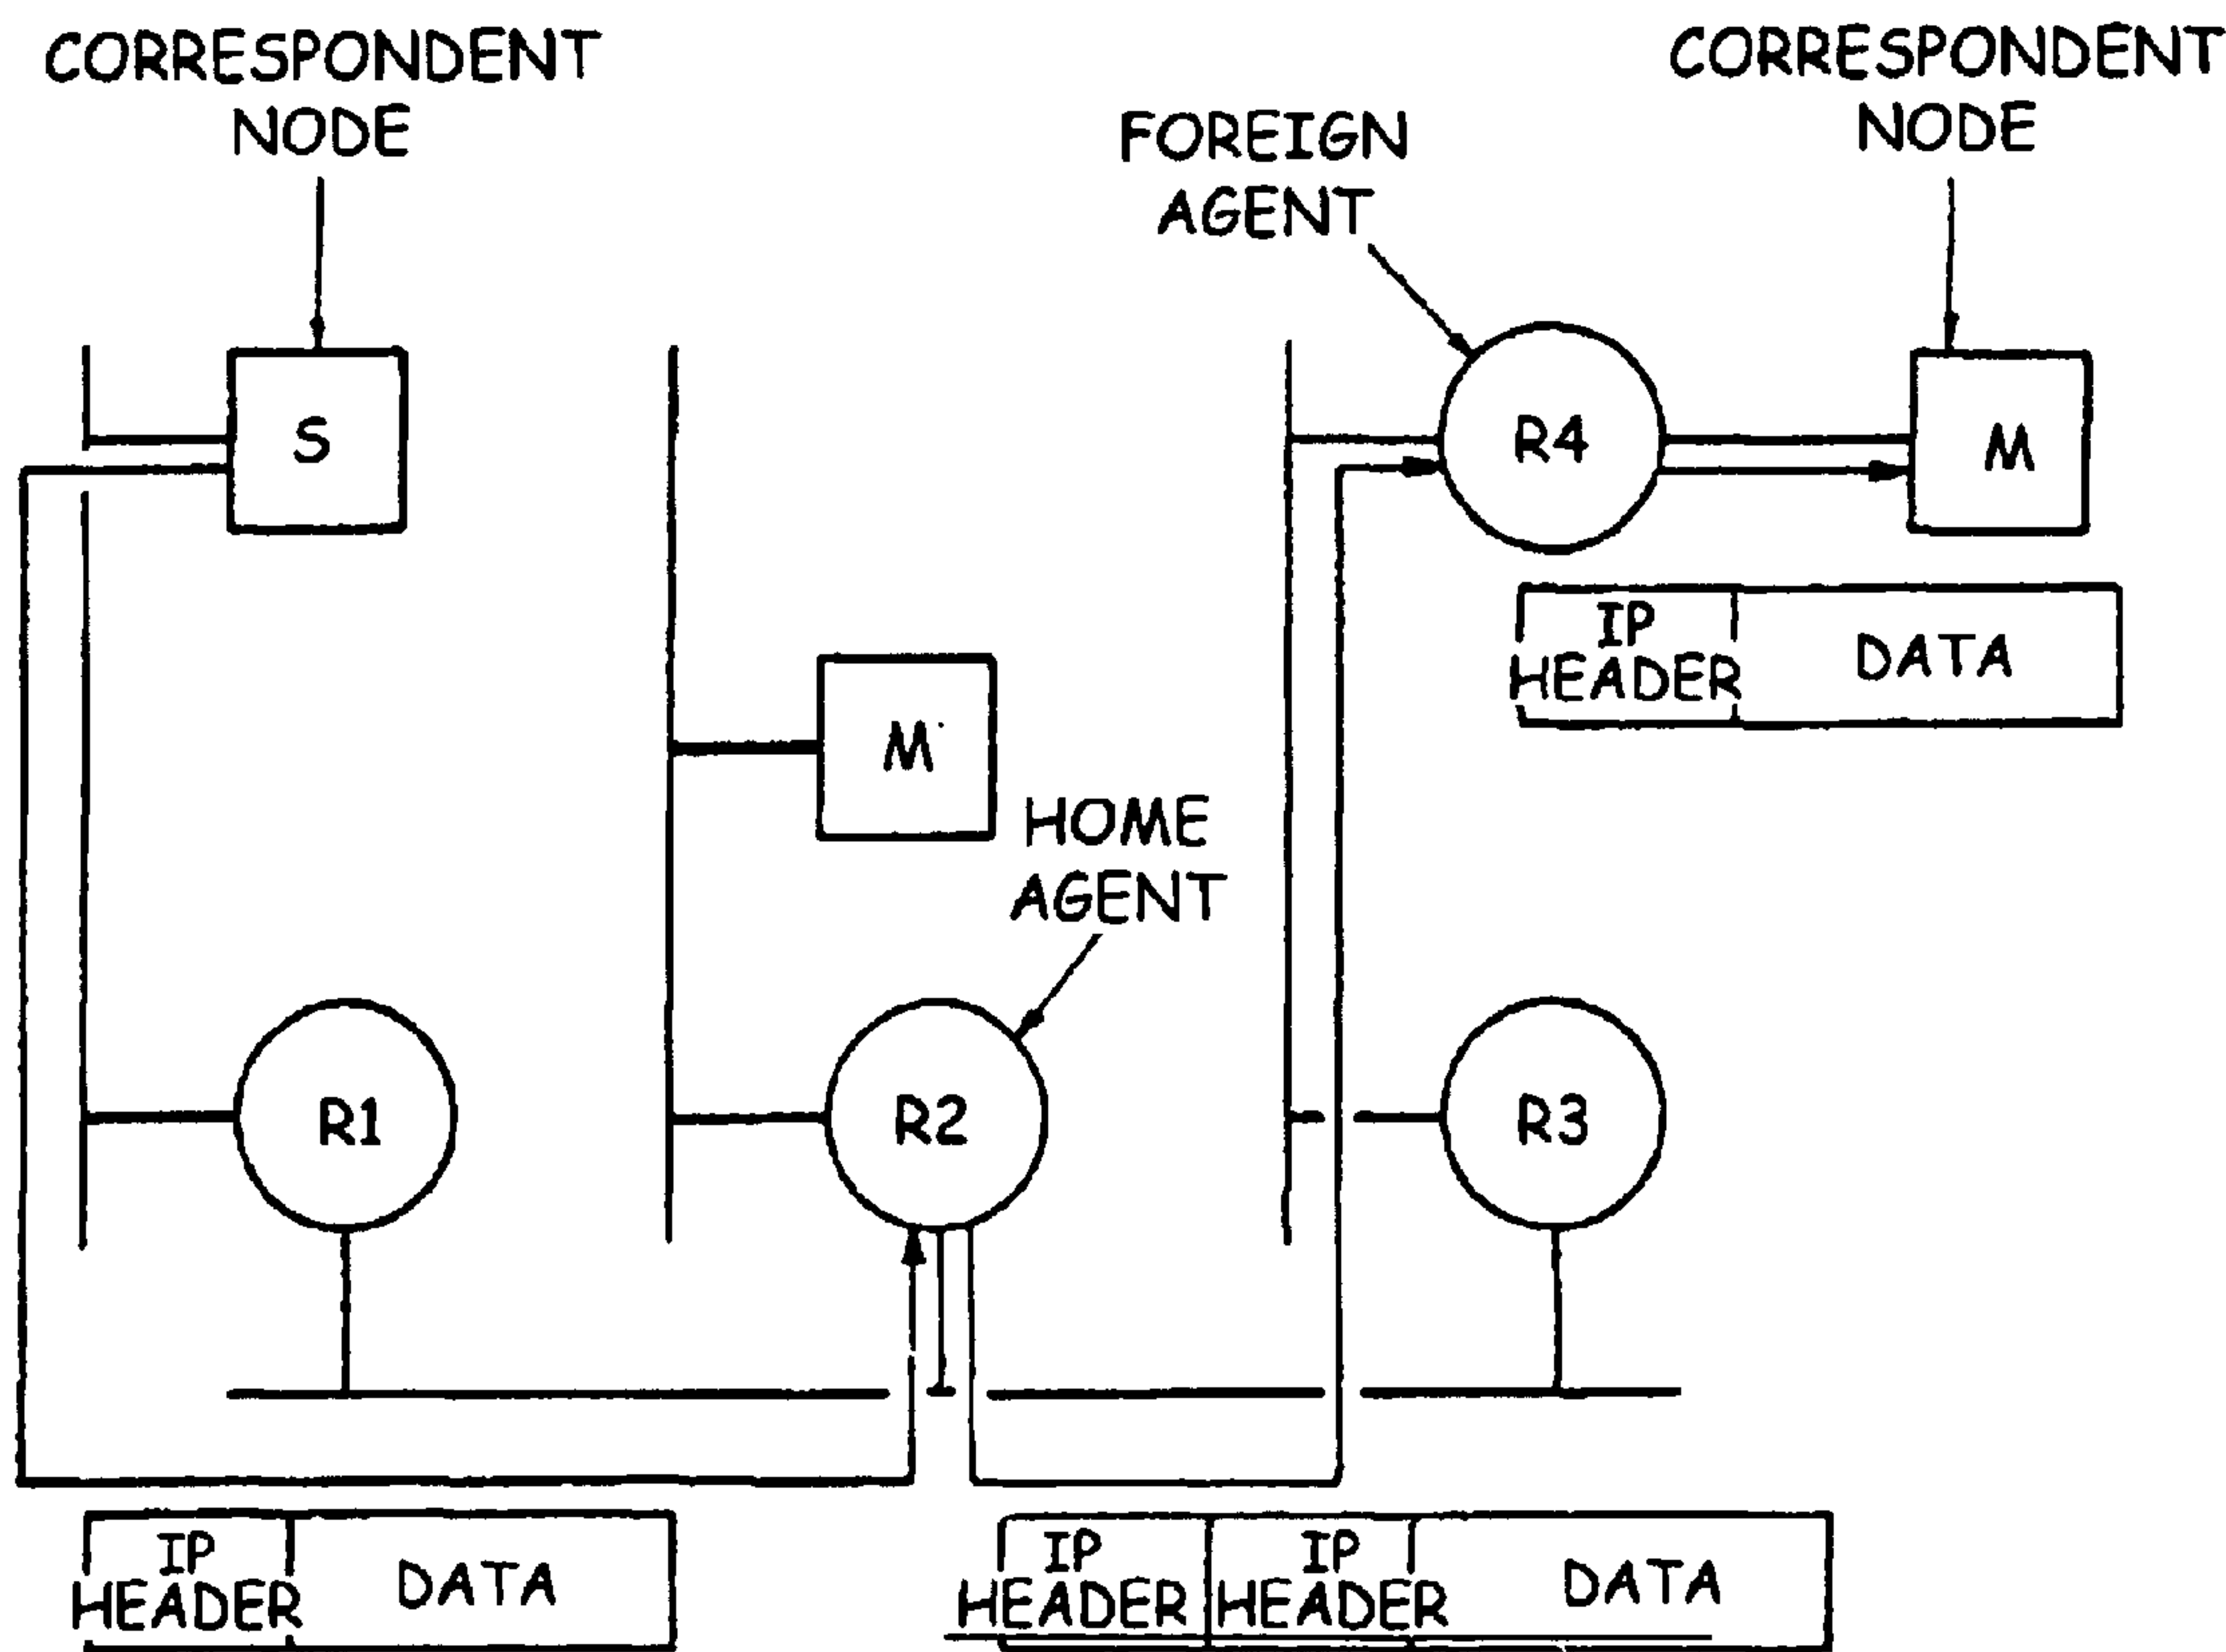 CORRESPONDENT
NODE
FOREIGN
AGENT
CORRESPONDENT
NODE
S
R4
M
IP
HEADER
DATA
M
HOME
AGENT
R1
R2
R3
IP
HEADER
DATA
IP
HEADER
IP
HEADER
DATA